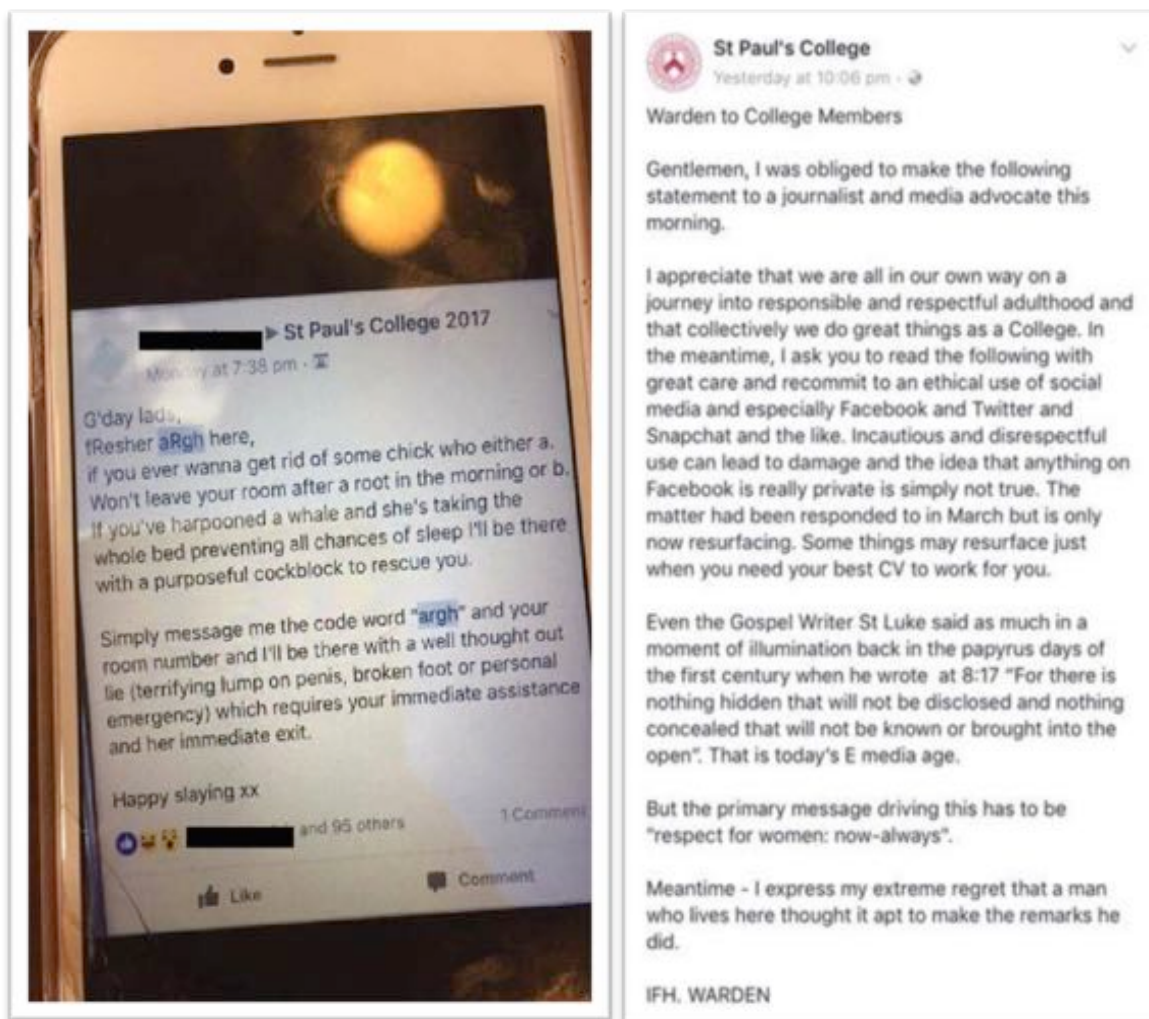 St Paul's College 2017
Monday at 7:38 pm
G'day lads,
fResher aRgh here,
if you ever wanna get rid of some chick who either a.
Won't leave your room after a root in the morning or b.
If you've harpooned a whale and she's taking the
whole bed preventing all chances of sleep I'll be there
with a purposeful cockblock to rescue you.
Simply message me the code word "argh" and your
room number and I'll be there with a well thought out
lie (terrifying lump on penis, broken foot or personal
emergency) which requires your immediate assistance
and her immediate exit.
Happy slaying xx
and 95 others
1 Comment
Like
Comment
St Paul's College
Yesterday at 10:06 pm
Warden to College Members
Gentlemen, I was obliged to make the following
statement to a journalist and media advocate this
morning.
I appreciate that we are all in our own way on a
journey into responsible and respectful adulthood and
that collectively we do great things as a College. In
the meantime, I ask you to read the following with
great care and recommit to an ethical use of social
media and especially Facebook and Twitter and
Snapchat and the like. Incautious and disrespectful
use can lead to damage and the idea that anything on
Facebook is really private is simply not true. The
matter had been responded to in March but is only
now resurfacing. Some things may resurface just
when you need your best CV to work for you.
Even the Gospel Writer St Luke said as much in a
moment of illumination back in the papyrus days of
the first century when he wrote at 8:17 "For there is
nothing hidden that will not be disclosed and nothing
concealed that will not be known or brought into the
open". That is today's E media age.
But the primary message driving this has to be
"respect for women: now-always".
Meantime - I express my extreme regret that a man
who lives here thought it apt to make the remarks he
did.
IFH. WARDEN